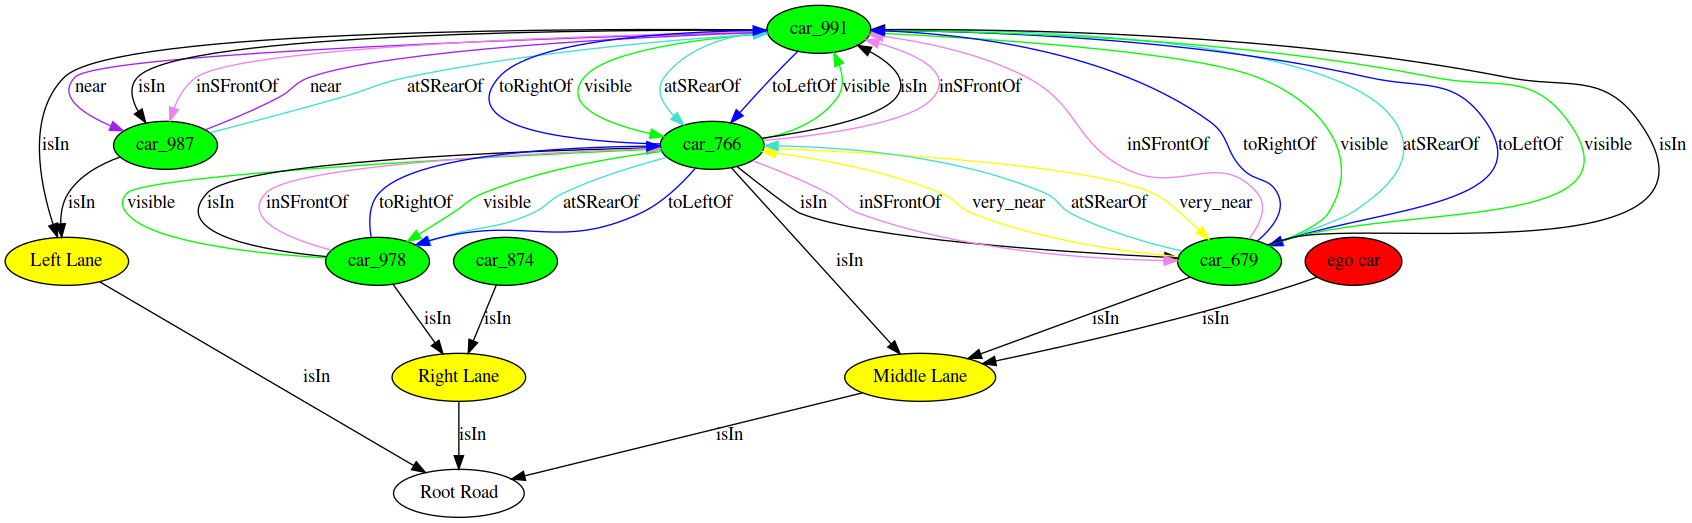 car_991
near
isIn
inSFrontOf
near
atSRearOf
toRightOf
visible
atSRearOf
toLeftOf
visible
isIn
inSFrontOf
isIn
car_987
car_766
inSFrontOf
toRightOf
visible
atSRearOf
toLeftOf
visible
isIn
isIn
visible
isIn
inSFrontOf
toRightOf
visible
atSRearOf
toLeftOf
isIn
inSFrontOf
very_near
atSRearOf
very_near
Left Lane
car_978
car_874
isIn
car_679
ego car
isIn
isIn
isIn
isIn
isIn
Right Lane
Middle Lane
isIn
isIn
Root Road